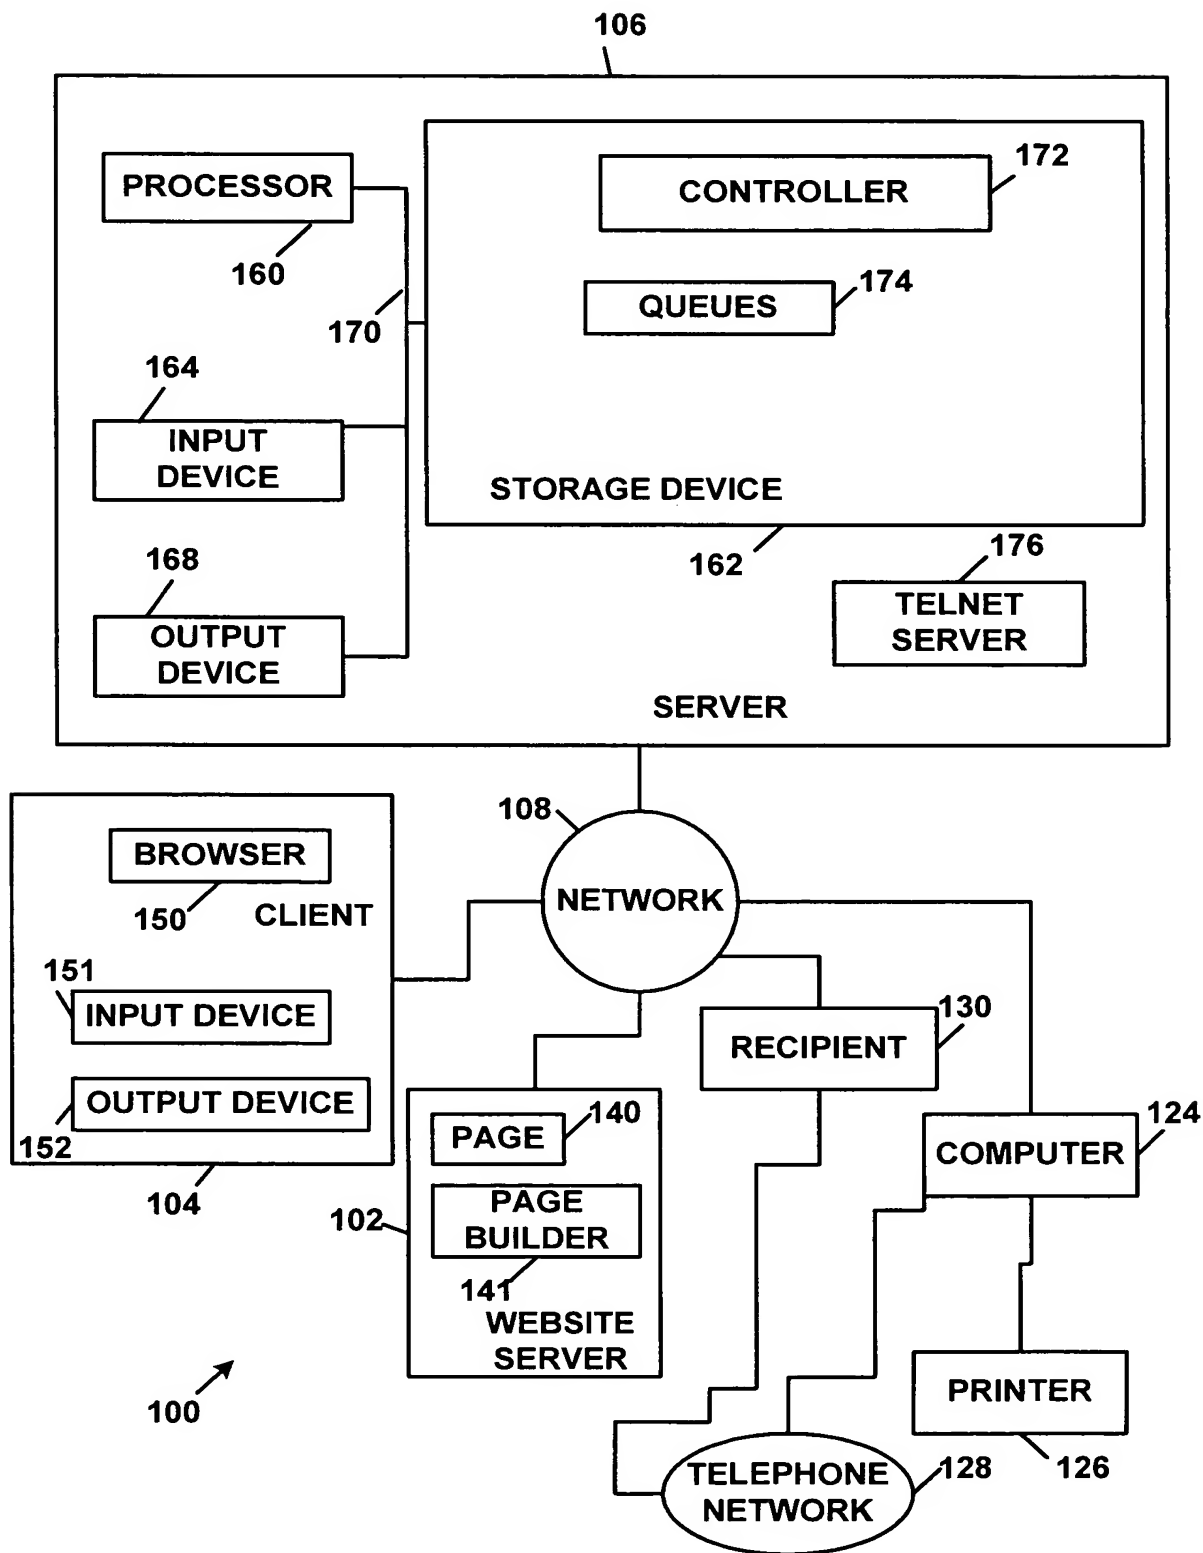 106
PROCESSOR
160
170
CONTROLLER
172
QUEUES
174
164
INPUT
DEVICE
STORAGE DEVICE
162
168
OUTPUT
DEVICE
176
TELNET
SERVER
SERVER
108
NETWORK
BROWSER
150
CLIENT
151
INPUT DEVICE
OUTPUT DEVICE
152
104
130
RECIPIENT
PAGE
140
102
PAGE
BUILDER
141
WEBSITE
SERVER
124
COMPUTER
100
PRINTER
126
TELEPHONE
NETWORK
128